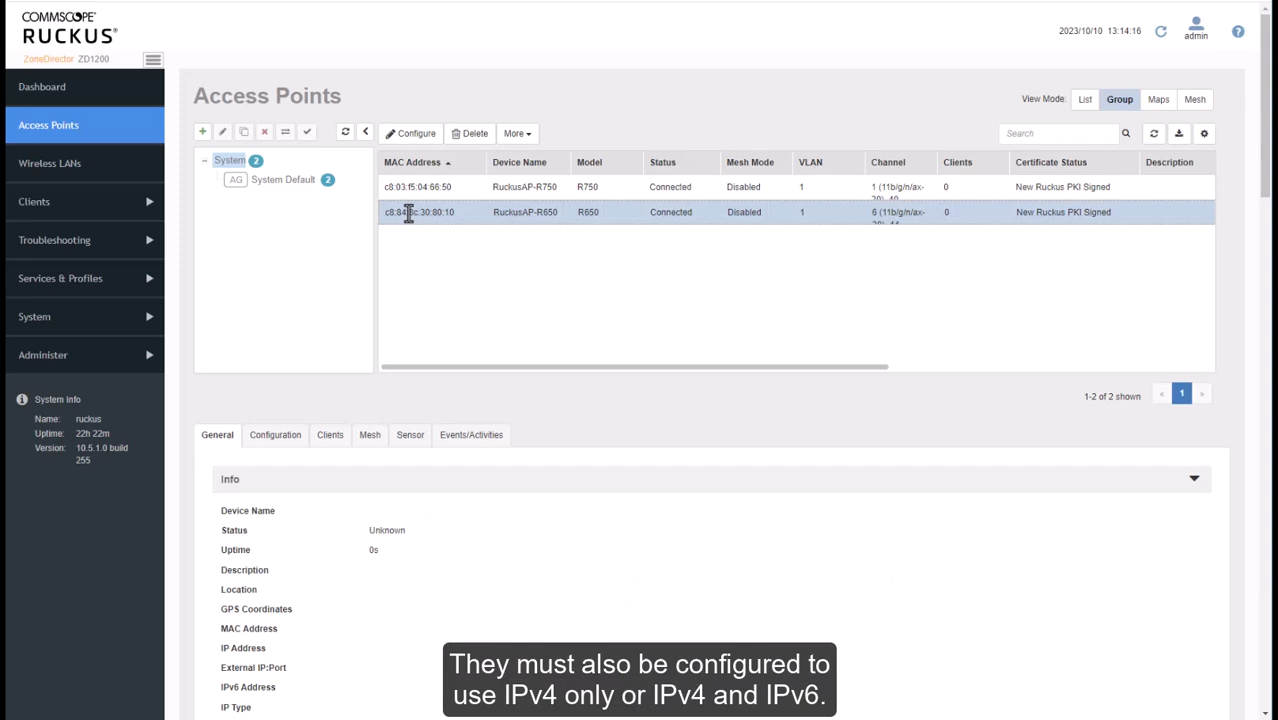 COMMSCOPE®
RUCKUS®
2023/10/10 13:14:16
admin
?
ZoneDirector ZD1200
Dashboard
Access Points
Wireless LANs
Clients
Troubleshooting
Services & Profiles
System
Administer
System Info
Name: ruckus
Uptime: 22h 22m
Version: 10.5.1.0 build
255
Access Points
View Mode: List Group Maps Mesh
Configure Delete More Search
System 2
AG System Default 2
MAC Address Device Name Model Status Mesh Mode VLAN Channel Clients Certificate Status Description
c8:03:f5:04:66:50 RuckusAP-R750 R750 Connected Disabled 1 1 (11b/g/n/ax- 0 New Ruckus PKI Signed
c8:84: c:30:80:10 RuckusAP-R650 R650 Connected Disabled 1 6 (11b/g/n/ax- 0 New Ruckus PKI Signed
1-2 of 2 shown « 1 »
General Configuration Clients Mesh Sensor Events/Activities
Info
Device Name
Status Unknown
Uptime 0s
Description
Location
GPS Coordinates
MAC Address
IP Address
External IP:Port
IPv6 Address
IP Type
They must also be configured to
use IPv4 only or IPv4 and IPv6.